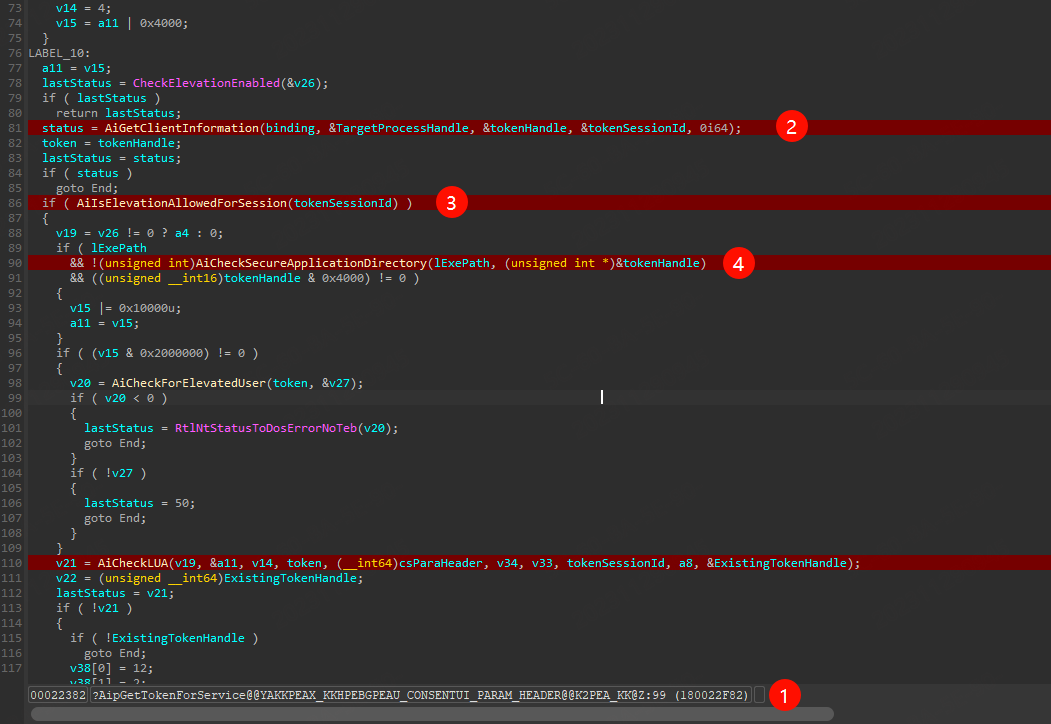 73 v14 = 4;
74 v15 = a11 | 0x4000;
75 }
76 LABEL_10:
77 a11 = v15;
78 lastStatus = CheckElevationEnabled(&v26);
79 if ( lastStatus )
80 return lastStatus;
81 status = AiGetClientInformation(binding, &TargetProcessHandle, &tokenHandle, &tokenSessionId, 0i64); 2
82 token = tokenHandle;
83 lastStatus = status;
84 if ( status )
85 goto End;
86 if ( AiIsElevationAllowedForSession(tokenSessionId) ) 3
87 {
88 v19 = v26 != 0 ? a4 : 0;
89 if ( lExePath
90 && !(unsigned int)AiCheckSecureApplicationDirectory(lExePath, (unsigned int *)&tokenHandle) 4
91 && ((unsigned __int16)tokenHandle & 0x4000) != 0 )
92 {
93 v15 |= 0x10000u;
94 a11 = v15;
95 }
96 if ( (v15 & 0x2000000) != 0 )
97 {
98 v20 = AiCheckForElevatedUser(token, &v27);
99 if ( v20 < 0 )
100 {
101 lastStatus = RtlNtStatusToDosErrorNoTeb(v20);
102 goto End;
103 }
104 if ( !v27 )
105 {
106 lastStatus = 50;
107 goto End;
108 }
109 }
110 v21 = AiCheckLUA(v19, &a11, v14, token, (__int64)csParaHeader, v34, v33, tokenSessionId, a8, &ExistingTokenHandle);
111 v22 = (unsigned __int64)ExistingTokenHandle;
112 lastStatus = v21;
113 if ( !v21 )
114 {
115 if ( !ExistingTokenHandle )
116 goto End;
117 v38[0] = 12;
v38[1] = 2;
00022382 ?AipGetTokenForService@@YAKKPEAX_KKHPEBGPEAU_CONSENTUI_PARAM_HEADER@@K2PEA_KK@Z:99 (180022F82) 1